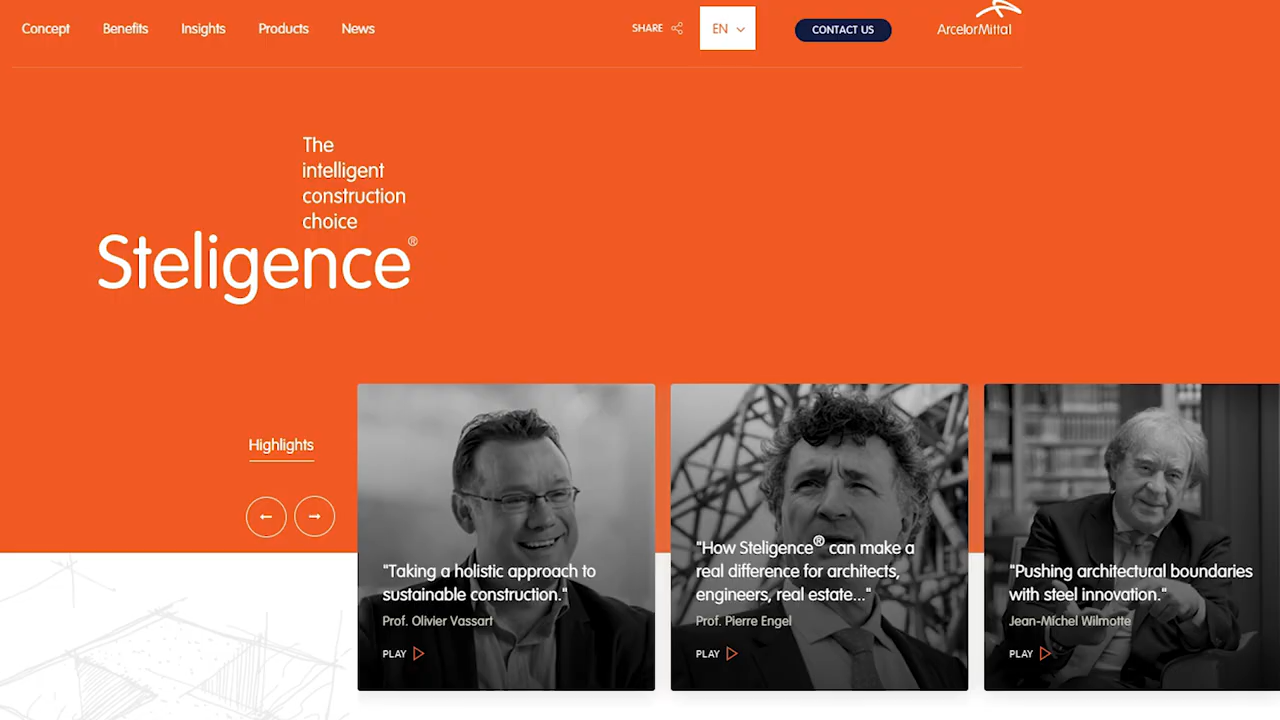 Concept Benefits Insights Products News SHARE EN CONTACT US ArcelorMittal
The
intelligent
construction
choice
Steligence®
Highlights
"Taking a holistic approach to
sustainable construction."
Prof. Olivier Vassart
PLAY
"How Steligence® can make a
real difference for architects,
engineers, real estate..."
Prof. Pierre Engel
PLAY
"Pushing architectural boundaries
with steel innovation."
Jean-Michel Wilmotte
PLAY